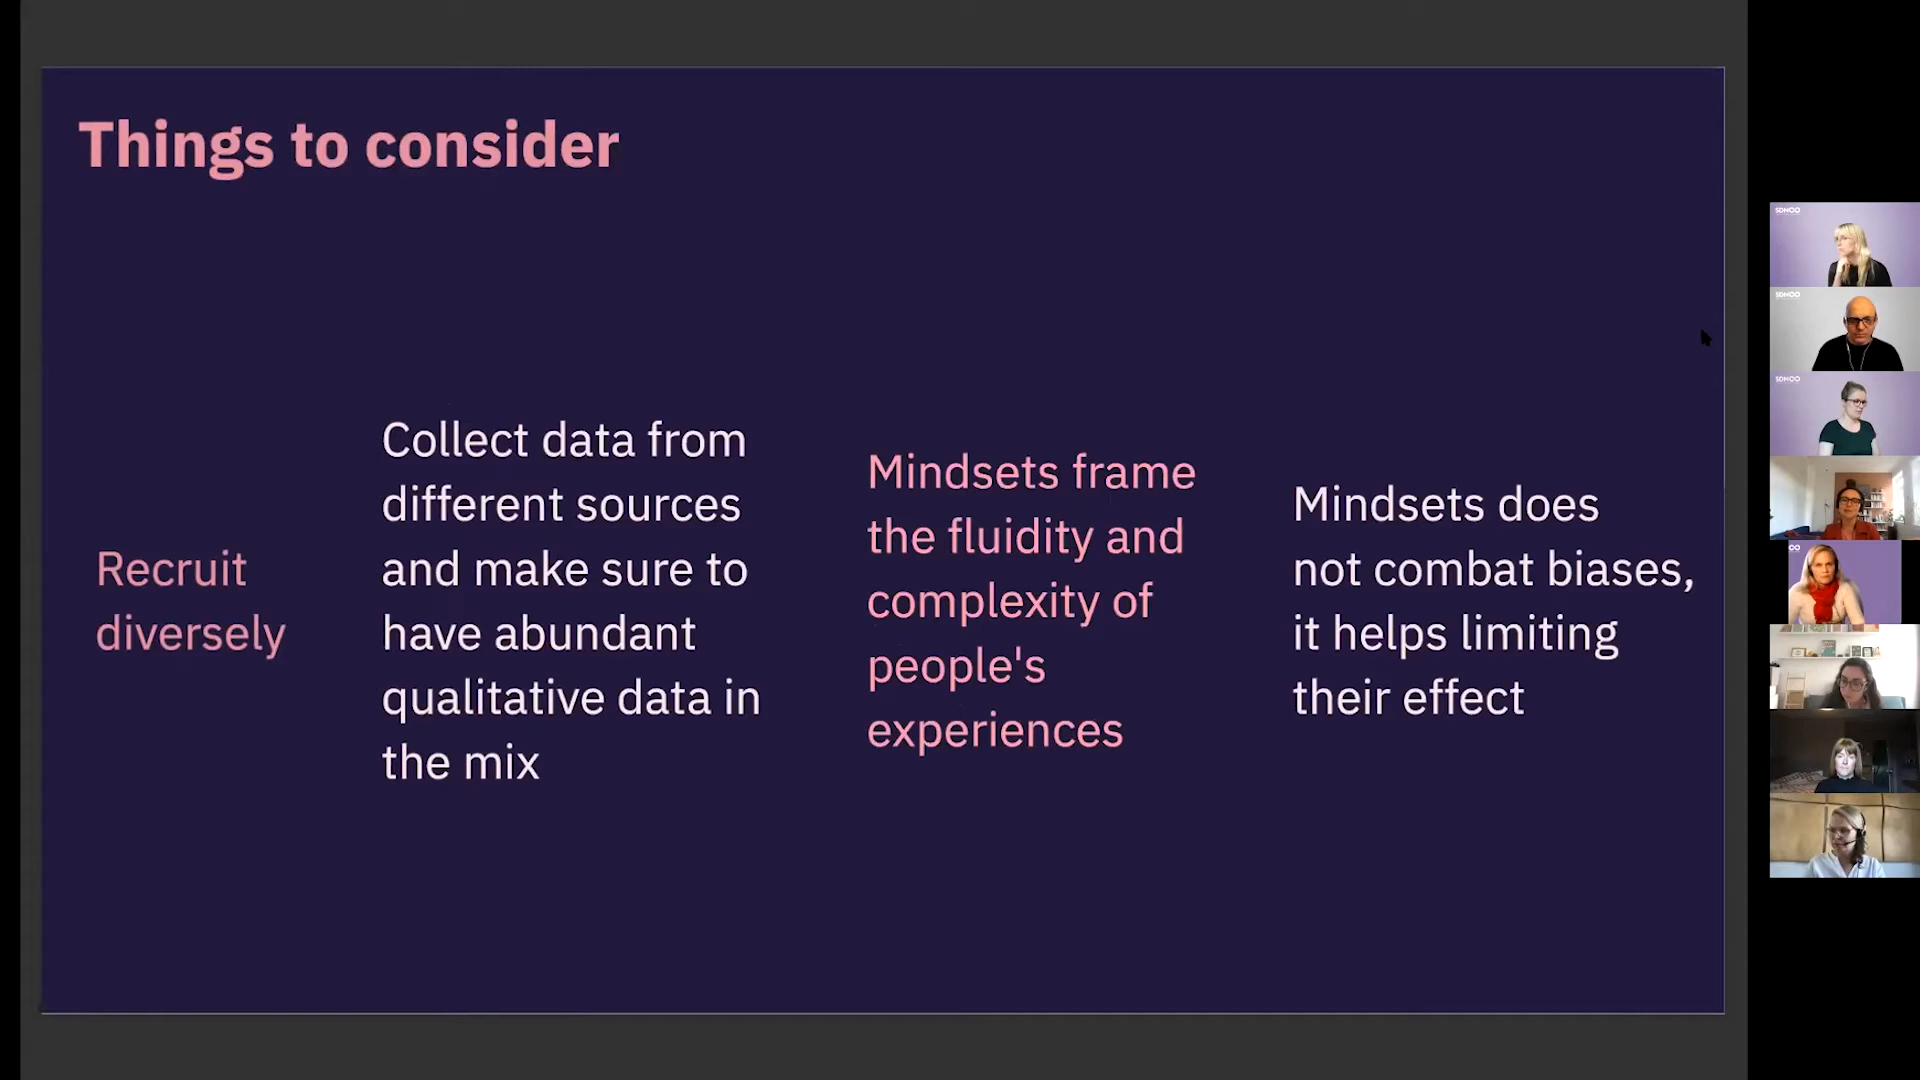 Things to consider
Recruit
diversely
Collect data from
different sources
and make sure to
have abundant
qualitative data in
the mix
Mindsets frame
the fluidity and
complexity of
people's
experiences
Mindsets does
not combat biases,
it helps limiting
their effect